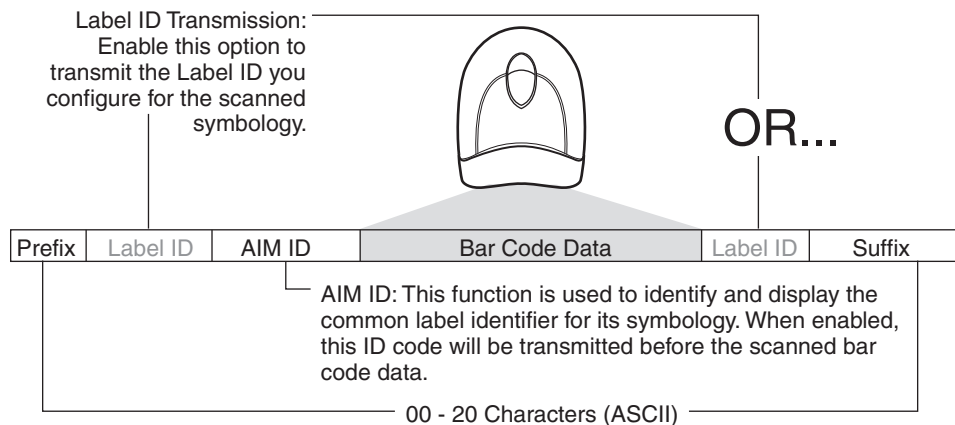 Label ID Transmission:
Enable this option to
transmit the Label ID you
configure for the scanned
symbology.
OR...
Prefix Label ID AIM ID Bar Code Data Label ID Suffix
AIM ID: This function is used to identify and display the
common label identifier for its symbology. When enabled,
this ID code will be transmitted before the scanned bar
code data.
00 - 20 Characters (ASCII)